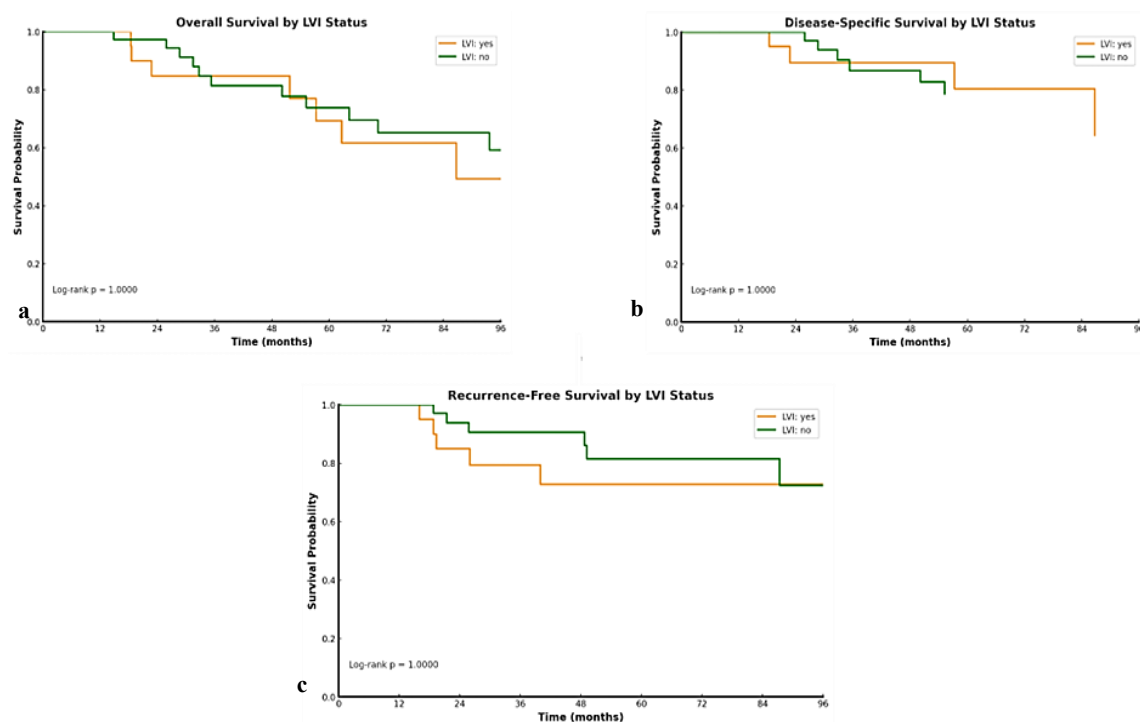 Overall Survival by LVI Status
LVI: yes
LVI: no
Survival Probability
1.0
0.8
0.6
0.4
0.2
0.0
Log-rank p = 1.0000
0 12 24 36 48 60 72 84 96
Time (months)
a
Disease-Specific Survival by LVI Status
LVI: yes
LVI: no
Survival Probability
1.0
0.8
0.6
0.4
0.2
0.0
Log-rank p = 1.0000
0 12 24 36 48 60 72 84 96
Time (months)
b
Recurrence-Free Survival by LVI Status
LVI: yes
LVI: no
Survival Probability
1.0
0.8
0.6
0.4
0.2
0.0
Log-rank p = 1.0000
0 12 24 36 48 60 72 84 96
Time (months)
c